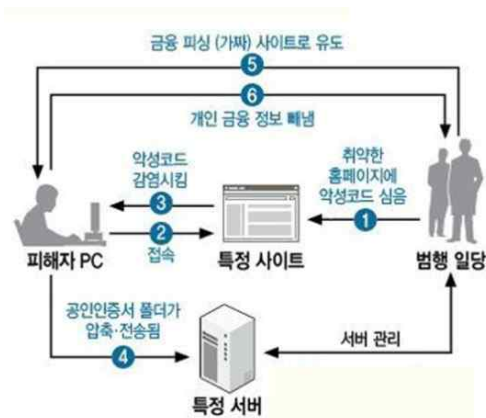 금융 피싱 (가짜) 사이트로 유도
5
6
개인 금융 정보 빼냄
악성코드
감염시킴
3
취약한
홈페이지에
악성코드 심음
1
2
접속
피해자 PC
특정 사이트
범행 일당
공인인증서 폴더가
압축·전송됨
4
서버 관리
특정 서버